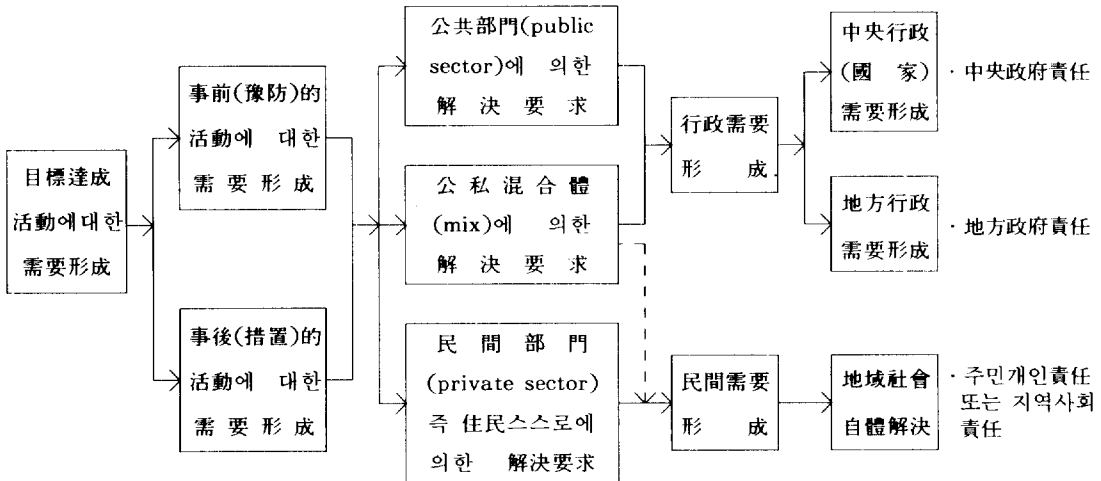 目標達成
活動에대한
需要形成
事前(豫防)的
活動에 대한
需要形成
事後(措置)的
活動에 대한
需要形成
公共部門(public
sector)에 의한
解決要求
公私混合體
(mix)에 의한
解決要求
民間部門
(private sector)
즉 住民스스로에
의한 解決要求
行政需要
形成
民間需要
形成
中央行政
(國家)
需要形成
· 中央政府責任
地方行政
需要形成
· 地方政府責任
地域社會
自體解決
· 주민개인責任
또는 지역사회
責任